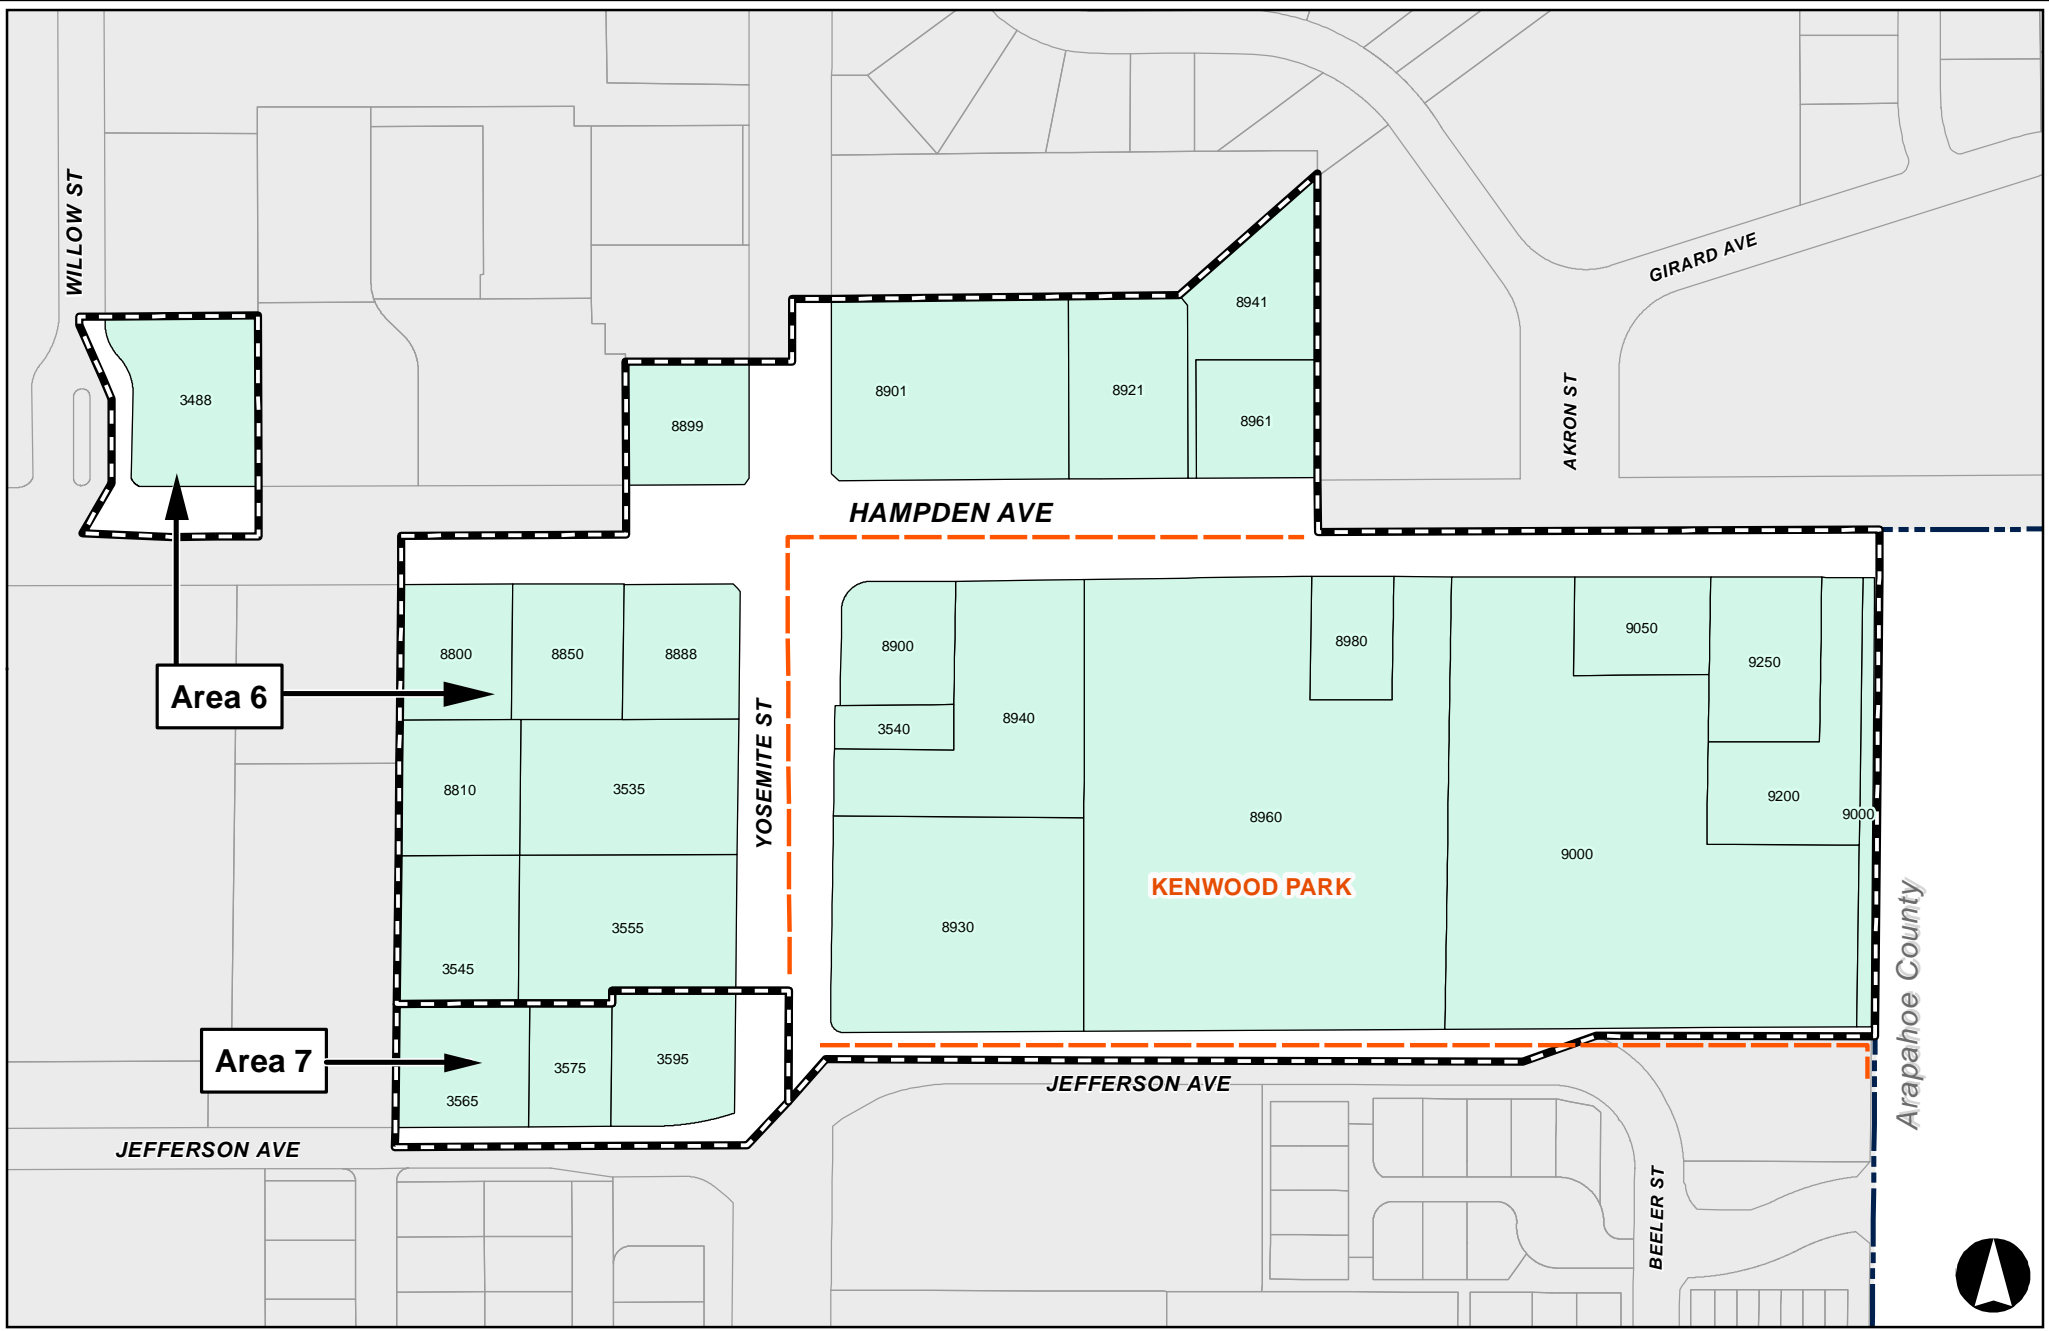 WILLOW ST
GIRARD AVE
8941
3488
8901
8921
8961
8899
AKRON ST
HAMPDEN AVE
8800
8850
8888
8900
8980
9050
9250
Area 6
8940
3540
YOSEMITE ST
8810
3535
8960
9200
9000
9000
KENWOOD PARK
3545
3555
8930
Arapahoe County
Area 7
3565
3575
3595
JEFFERSON AVE
JEFFERSON AVE
BEELER ST